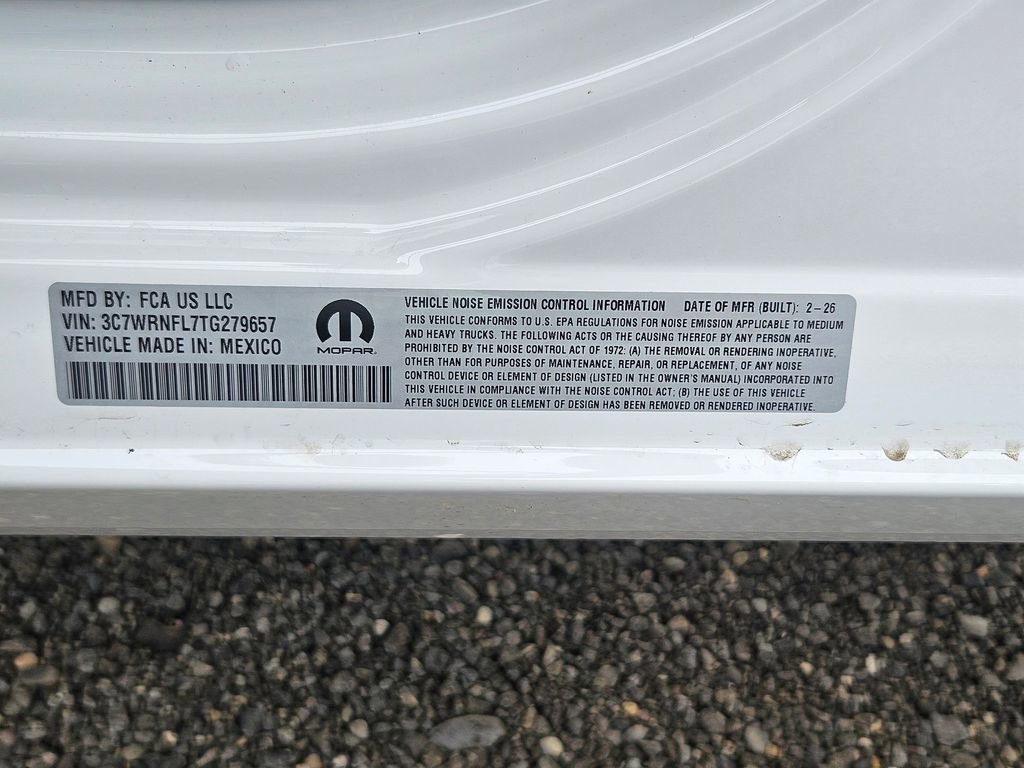 MFD BY: FCA US LLC
VIN: 3C7WRNFL7TG279657
VEHICLE MADE IN: MEXICO
MOPAR
VEHICLE NOISE EMISSION CONTROL INFORMATION DATE OF MFR (BUILT): 2-26
THIS VEHICLE CONFORMS TO U.S. EPA REGULATIONS FOR NOISE EMISSION APPLICABLE TO MEDIUM
AND HEAVY TRUCKS. THE FOLLOWING ACTS OR THE CAUSING THEREOF BY ANY PERSON ARE
PROHIBITED BY THE NOISE CONTROL ACT OF 1972: (A) THE REMOVAL OR RENDERING INOPERATIVE,
OTHER THAN FOR PURPOSES OF MAINTENANCE, REPAIR, OR REPLACEMENT, OF ANY NOISE
CONTROL DEVICE OR ELEMENT OF DESIGN (LISTED IN THE OWNER'S MANUAL) INCORPORATED INTO
THIS VEHICLE IN COMPLIANCE WITH THE NOISE CONTROL ACT; (B) THE USE OF THIS VEHICLE
AFTER SUCH DEVICE OR ELEMENT OF DESIGN HAS BEEN REMOVED OR RENDERED INOPERATIVE.